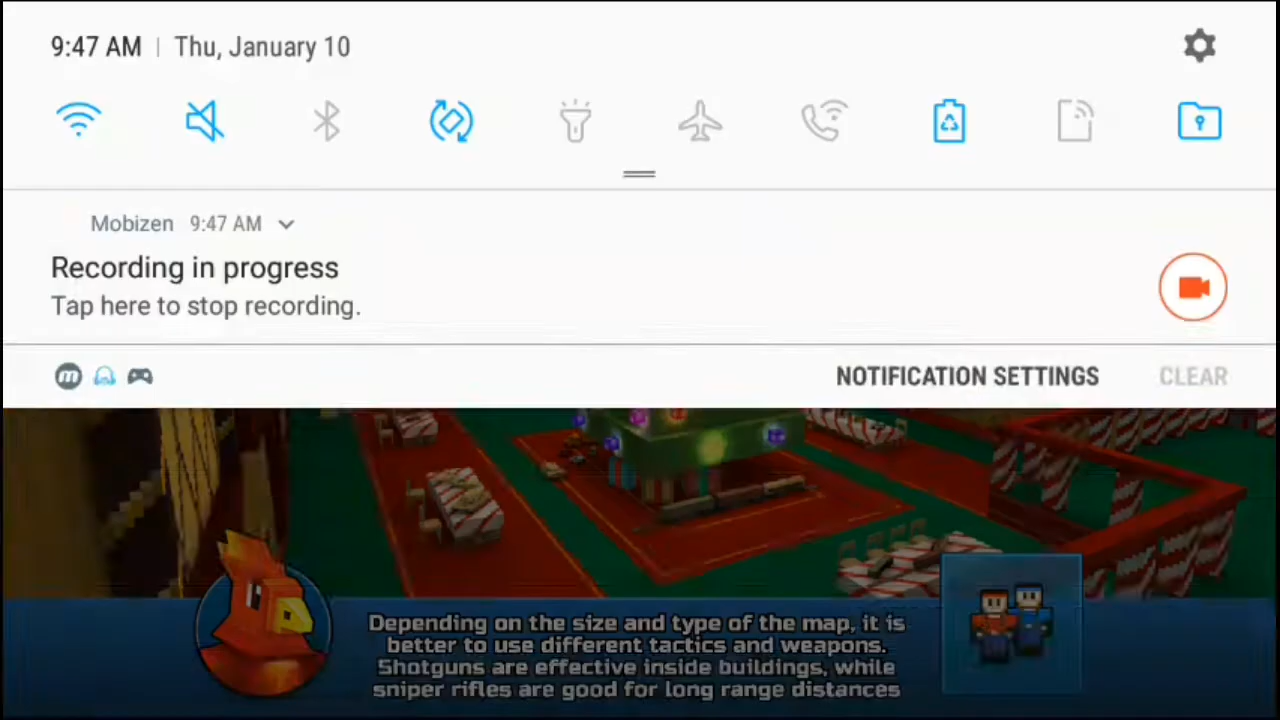 9:47 AM | Thu, January 10
Mobizen 9:47 AM
Recording in progress
Tap here to stop recording.
NOTIFICATION SETTINGS CLEAR
Depending on the size and type of the map, it is
better to use different tactics and weapons.
Shotguns are effective inside buildings, while
sniper rifles are good for long range distances